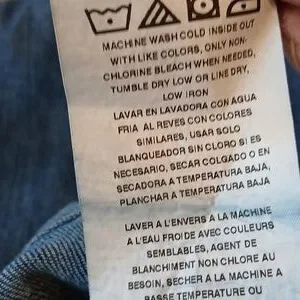 MACHINE WASH COLD INSIDE OUT
WITH LIKE COLORS, ONLY NON-
CHLORINE BLEACH WHEN NEEDED,
TUMBLE DRY LOW OR LINE DRY,
LOW IRON
LAVAR EN LAVADORA CON AGUA
FRIA AL REVES CON COLORES
SIMILARES, USAR SOLO
BLANQUEADOR SIN CLORO SI ES
NECESARIO, SECAR COLGADO O EN
SECADORA A TEMPERATURA BAJA,
PLANCHAR A TEMPERATURA BAJA,
LAVER A L'ENVERS A LA MACHINE
A L'EAU FROIDE AVEC COULEURS
SEMBLABLES, AGENT DE
BLANCHIMENT NON CHLORE AU
BESOIN, SECHER A LA MACHINE A
BASSE TEMPERATURE OU